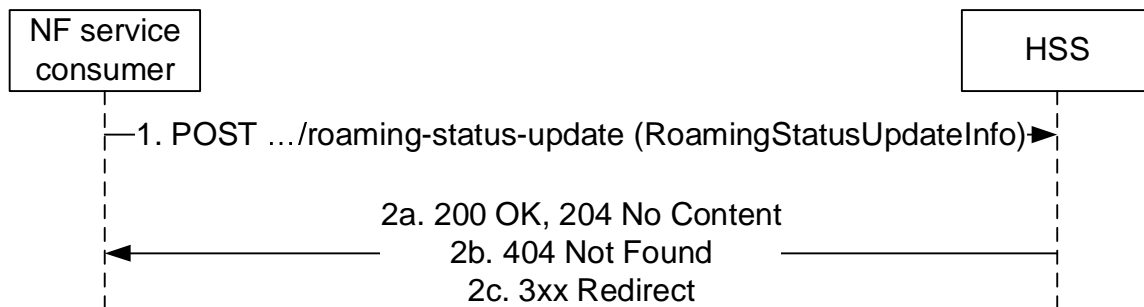 NF service
consumer
HSS
1. POST …/roaming-status-update (RoamingStatusUpdateInfo)
2a. 200 OK, 204 No Content
2b. 404 Not Found
2c. 3xx Redirect